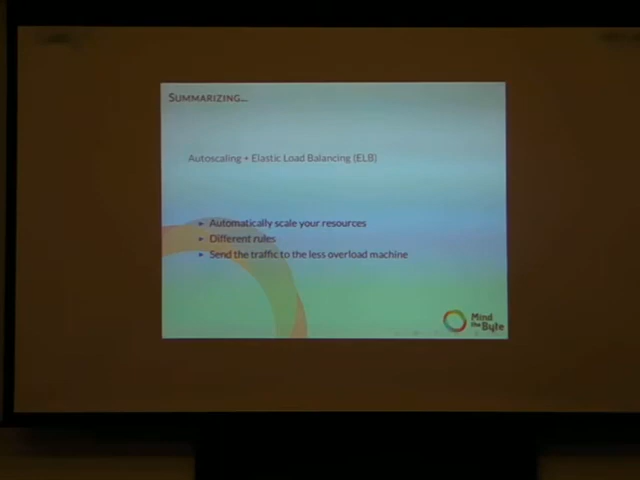 SUMMARIZING...
Autoscaling + Elastic Load Balancing (ELB)
Automatically scale your resources
Different rules
Send the traffic to the less overload machine
Mind
the Byte